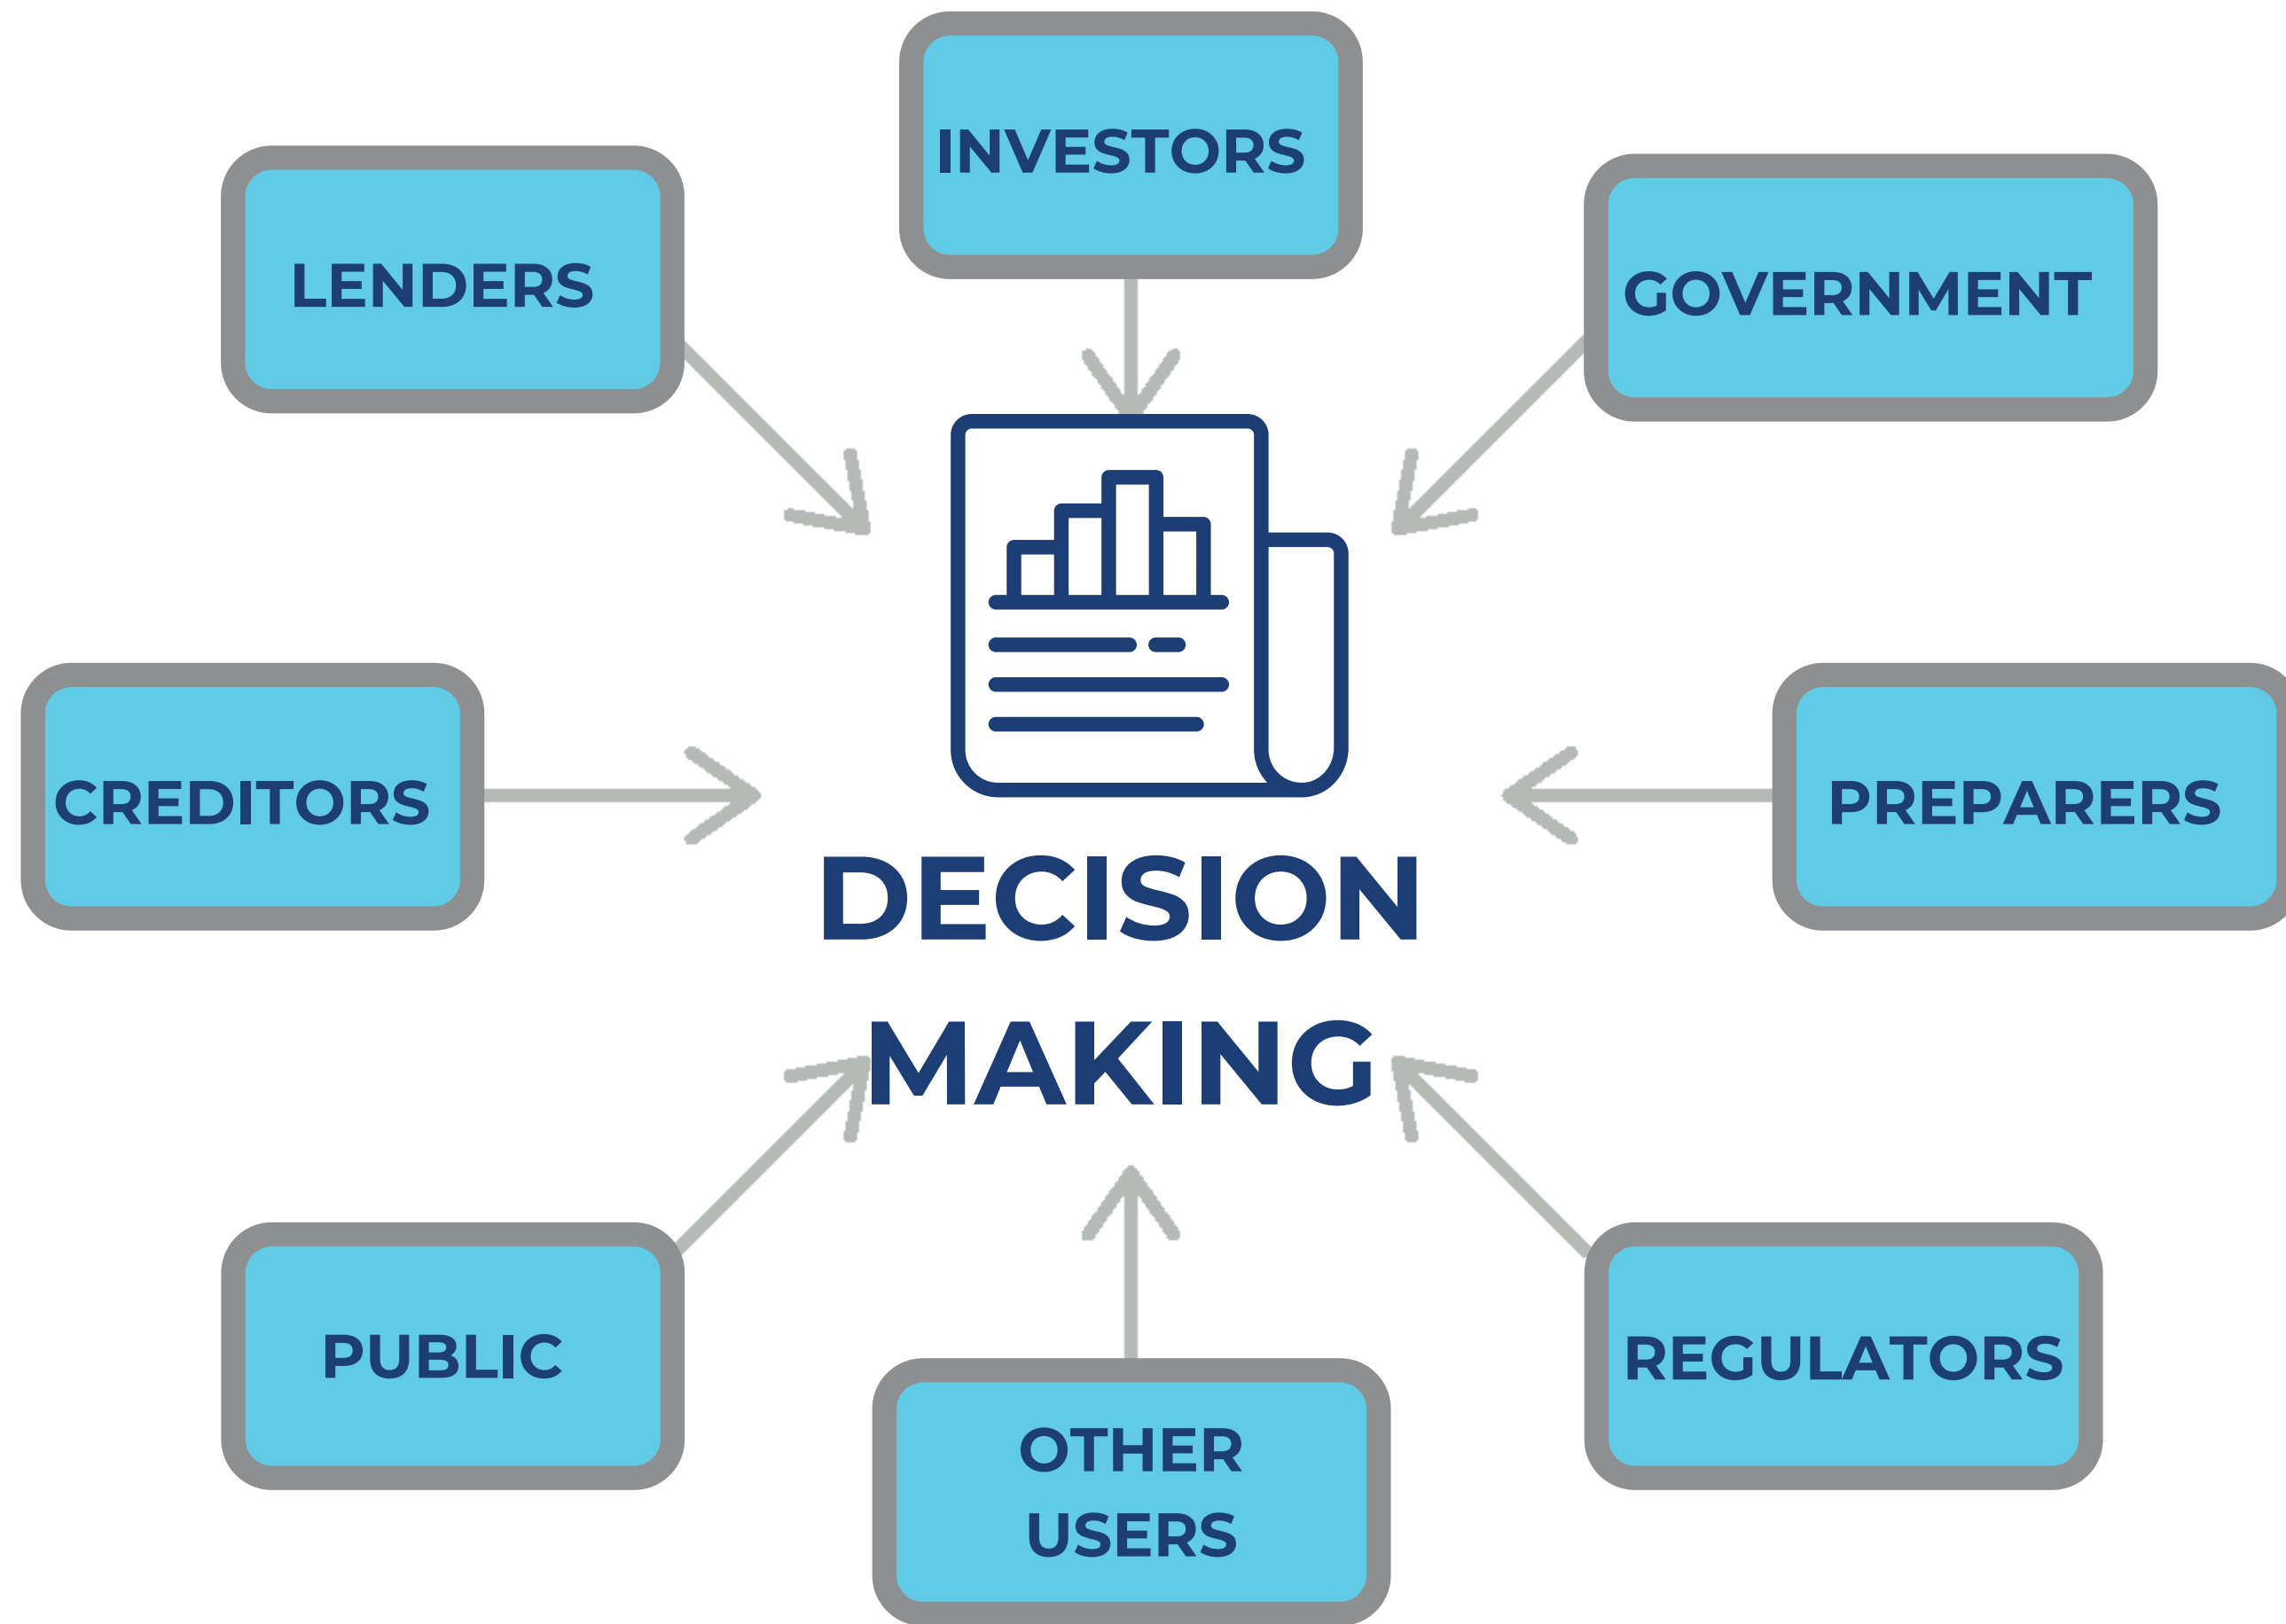 INVESTORS
LENDERS
GOVERNMENT
CREDITORS
PREPARERS
DECISION
MAKING
PUBLIC
REGULATORS
OTHER
USERS